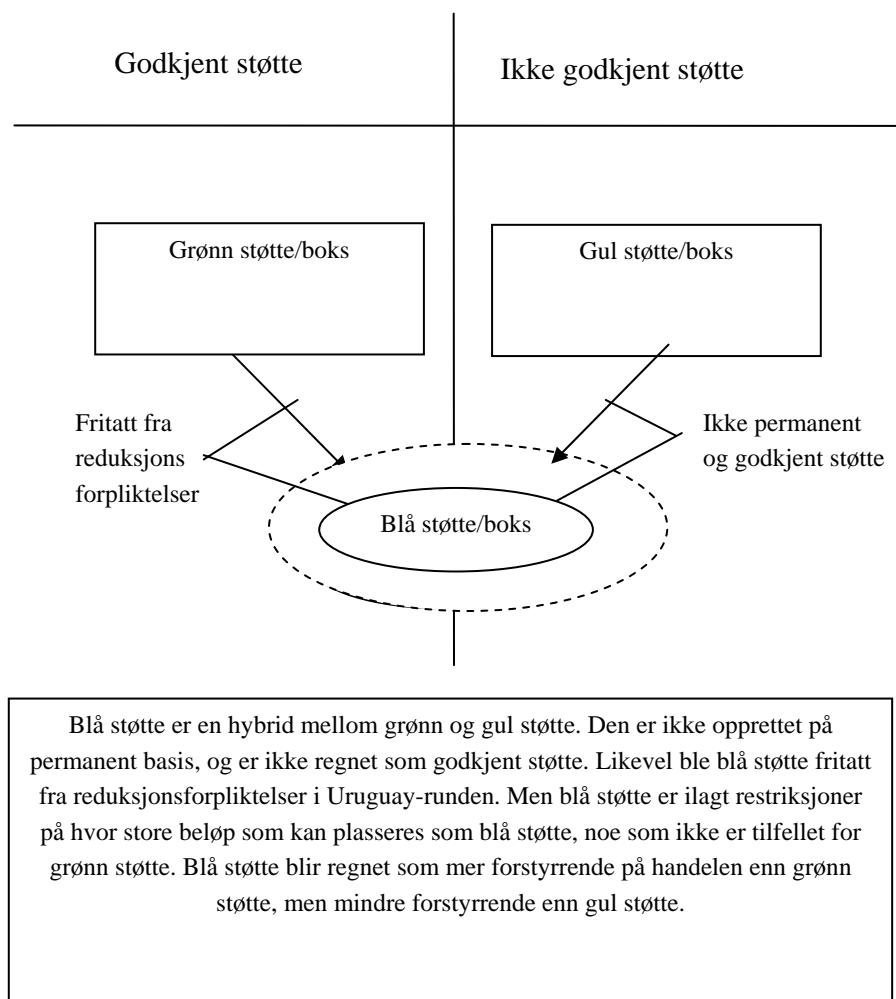 Godkjent støtte
Ikke godkjent støtte
Grønn støtte/boks
Gul støtte/boks
Fritatt fra
reduksjons
forpliktelser
Ikke permanent
og godkjent støtte
Blå støtte/boks
Blå støtte er en hybrid mellom grønn og gul støtte. Den er ikke opprettet på
permanent basis, og er ikke regnet som godkjent støtte. Likevel ble blå støtte fritatt
fra reduksjonsforpliktelser i Uruguay-runden. Men blå støtte er ilagt restriksjoner
på hvor store beløp som kan plasseres som blå støtte, noe som ikke er tilfellet for
grønn støtte. Blå støtte blir regnet som mer forstyrrende på handelen enn grønn
støtte, men mindre forstyrrende enn gul støtte.